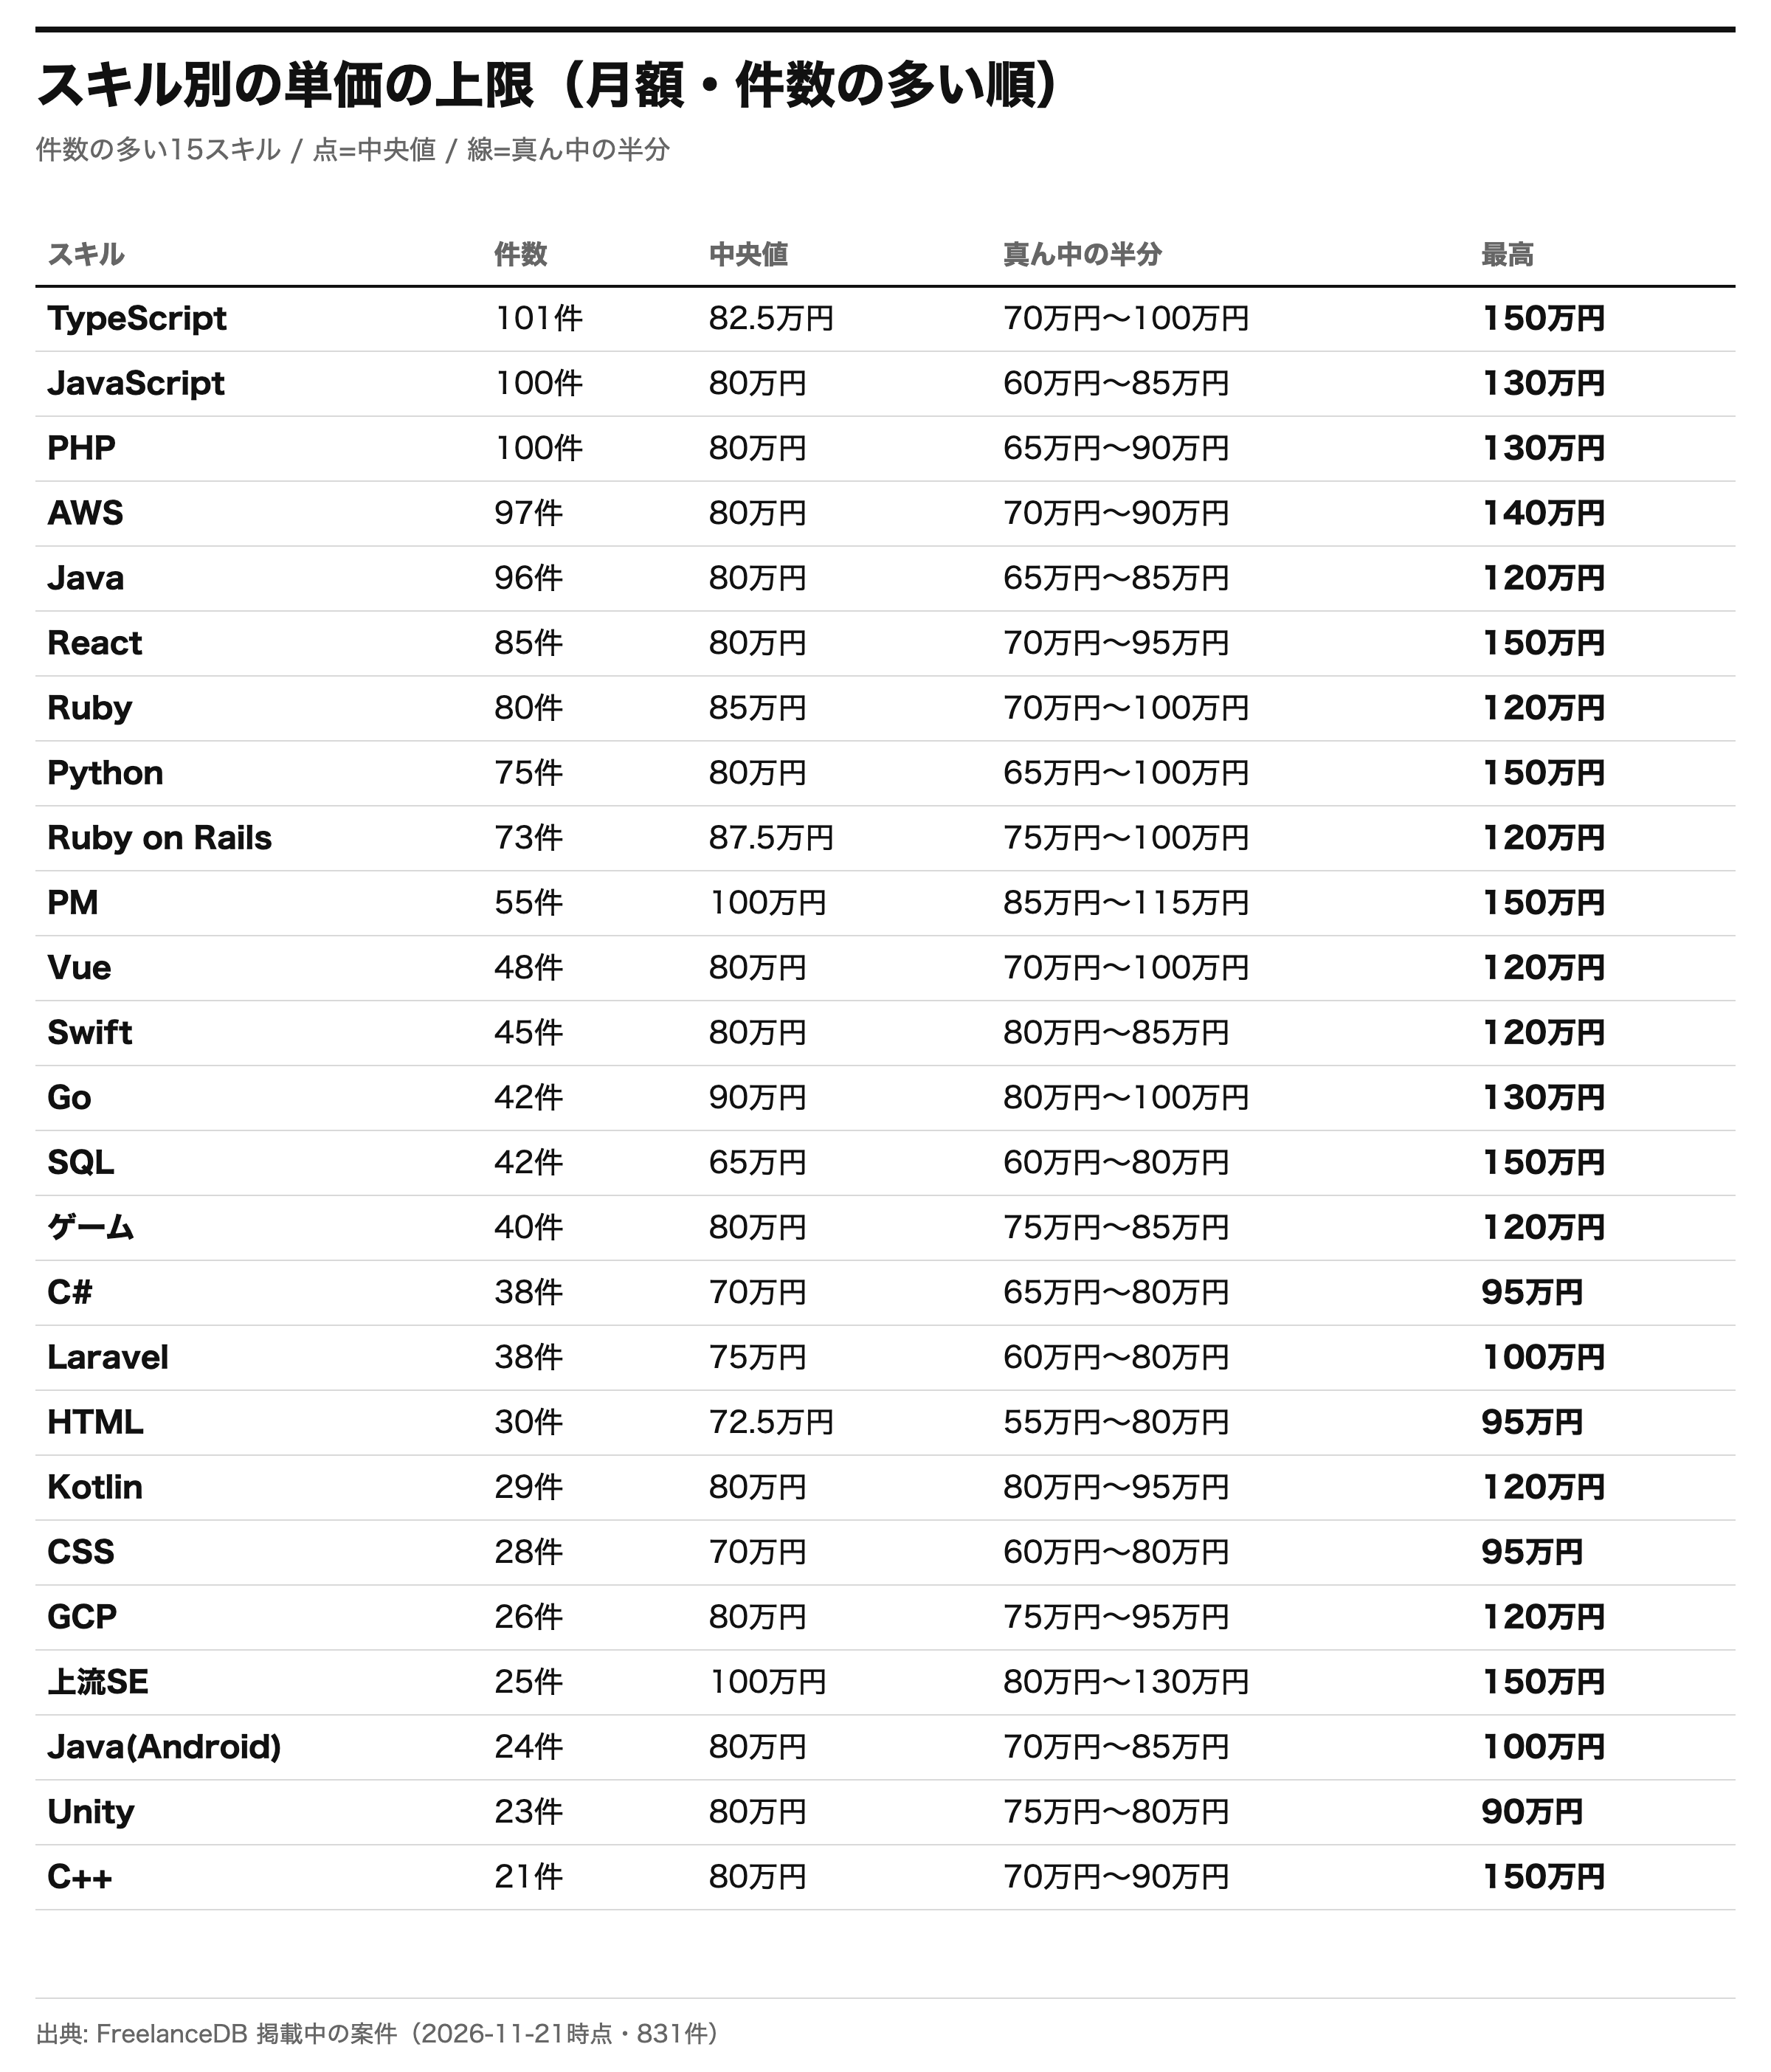 スキル別の単価の上限（月額・件数の多い順）
件数の多い15スキル / 点=中央値 / 線=真ん中の半分
スキル 件数 中央値 真ん中の半分 最高
TypeScript 101件 82.5万円 70万円〜100万円 150万円
JavaScript 100件 80万円 60万円〜85万円 130万円
PHP 100件 80万円 65万円〜90万円 130万円
AWS 97件 80万円 70万円〜90万円 140万円
Java 96件 80万円 65万円〜85万円 120万円
React 85件 80万円 70万円〜95万円 150万円
Ruby 80件 85万円 70万円〜100万円 120万円
Python 75件 80万円 65万円〜100万円 150万円
Ruby on Rails 73件 87.5万円 75万円〜100万円 120万円
PM 55件 100万円 85万円〜115万円 150万円
Vue 48件 80万円 70万円〜100万円 120万円
Swift 45件 80万円 80万円〜85万円 120万円
Go 42件 90万円 80万円〜100万円 130万円
SQL 42件 65万円 60万円〜80万円 150万円
ゲーム 40件 80万円 75万円〜85万円 120万円
C# 38件 70万円 65万円〜80万円 95万円
Laravel 38件 75万円 60万円〜80万円 100万円
HTML 30件 72.5万円 55万円〜80万円 95万円
Kotlin 29件 80万円 80万円〜95万円 120万円
CSS 28件 70万円 60万円〜80万円 95万円
GCP 26件 80万円 75万円〜95万円 120万円
上流SE 25件 100万円 80万円〜130万円 150万円
Java(Android) 24件 80万円 70万円〜85万円 100万円
Unity 23件 80万円 75万円〜80万円 90万円
C++ 21件 80万円 70万円〜90万円 150万円
出典: FreelanceDB 掲載中の案件（2026-11-21時点・831件）